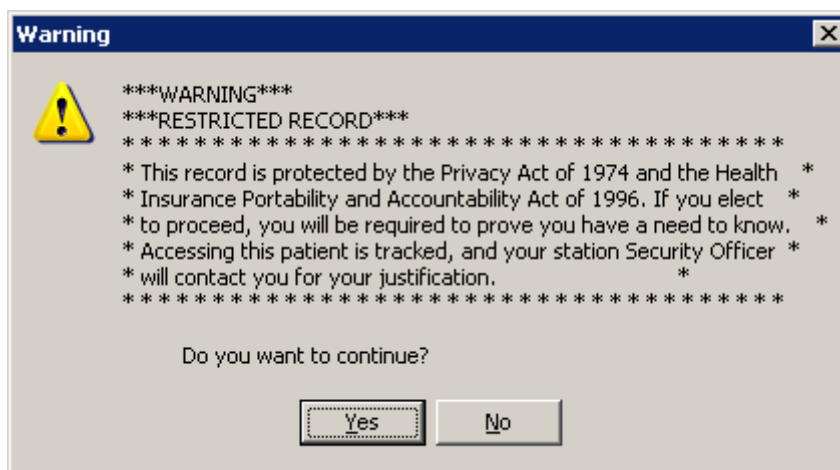 Warning
***WARNING***
***RESTRICTED RECORD***
* * * * * * * * * * * * * * * * * * * * * * * * * * * * * * * * * * * * *
* This record is protected by the Privacy Act of 1974 and the Health *
* Insurance Portability and Accountability Act of 1996. If you elect *
* to proceed, you will be required to prove you have a need to know. *
* Accessing this patient is tracked, and your station Security Officer *
* will contact you for your justification. *
* * * * * * * * * * * * * * * * * * * * * * * * * * * * * * * * * * * * *
Do you want to continue?
Yes No